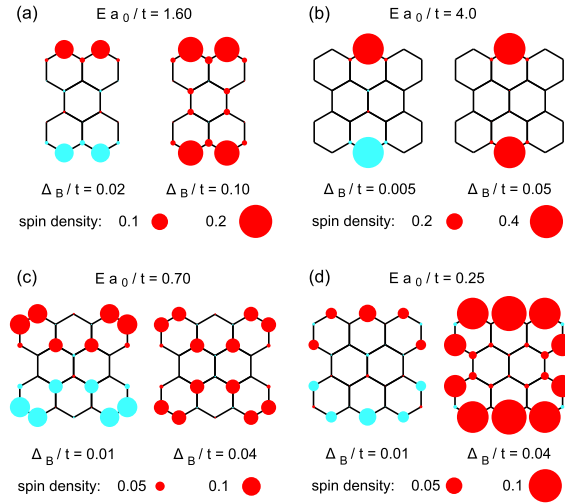 (a) E a 0 / t = 1.60
Δ B / t = 0.02 Δ B / t = 0.10
spin density: 0.1 0.2
(b) E a 0 / t = 4.0
Δ B / t = 0.005 Δ B / t = 0.05
spin density: 0.2 0.4
(c) E a 0 / t = 0.70
Δ B / t = 0.01 Δ B / t = 0.04
spin density: 0.05 0.1
(d) E a 0 / t = 0.25
Δ B / t = 0.01 Δ B / t = 0.04
spin density: 0.05 0.1